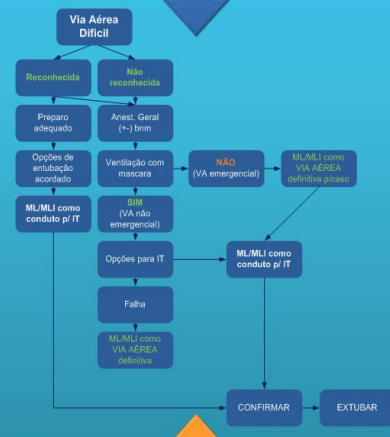 Via Aérea
Dificil
Reconhecida
Não
reconhecida
Preparo
adequado
Anest. Geral
(+-) bnm
Opções de
entubação
acordado
Ventilação com
mascara
NÃO
(VA emergencial)
ML/MLI como
VIA AÉREA
definitiva p/caso
ML/MLI como
conduto p/ IT
SIM
(VA não
emergencial)
Opções para IT
ML/MLI como
conduto p/ IT
Falha
ML/MLI como
VIA AÉREA
definitiva
CONFIRMAR
EXTUBAR